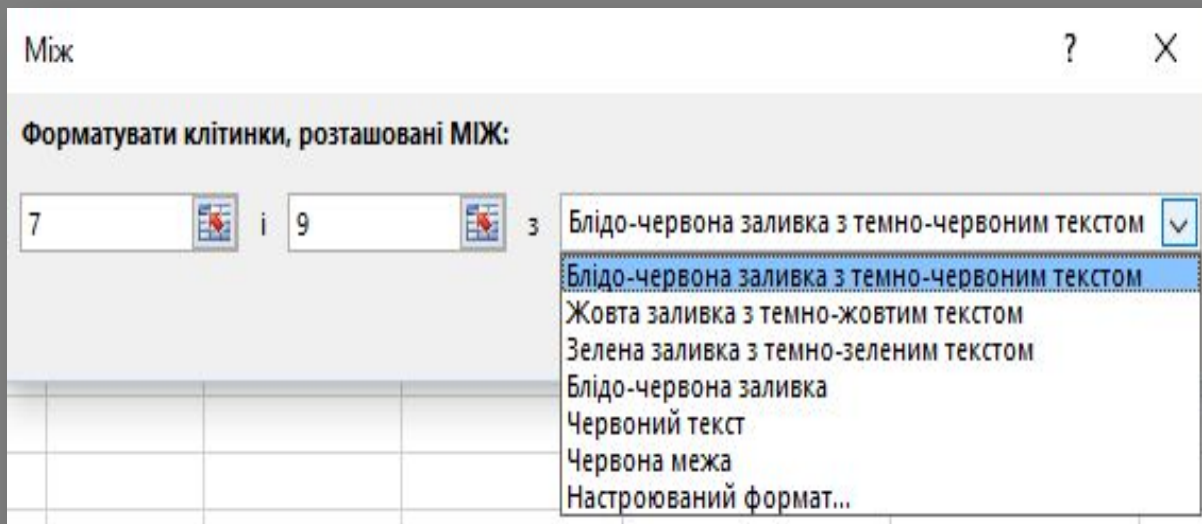 Між
? X
Форматувати клітинки, розташовані МІЖ:
7 і 9 з Блідо-червона заливка з темно-червоним текстом
Блідо-червона заливка з темно-червоним текстом
Жовта заливка з темно-жовтим текстом
Зелена заливка з темно-зеленим текстом
Блідо-червона заливка
Червоний текст
Червона межа
Настроюваний формат...